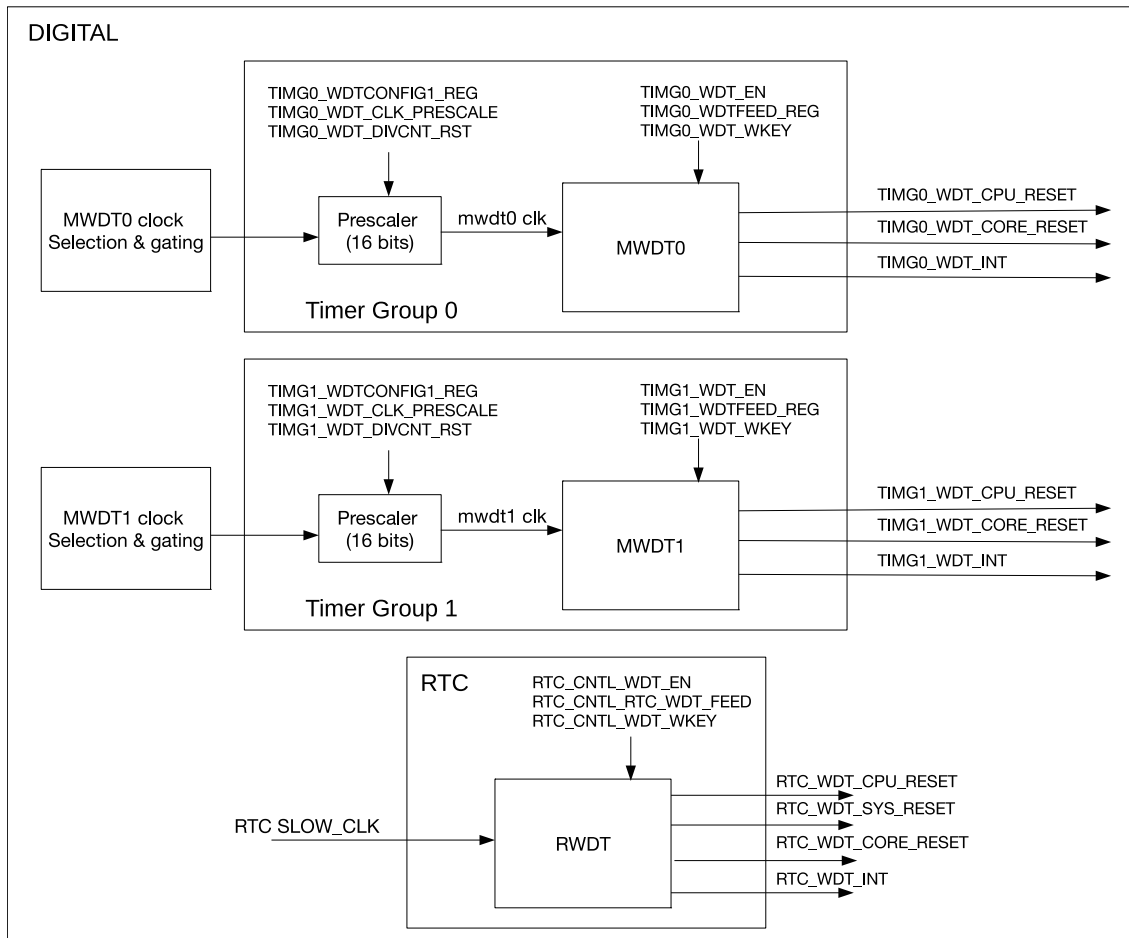 DIGITAL
TIMG0_WDTCONFIG1_REG
TIMG0_WDT_CLK_PRESCALE
TIMG0_WDT_DIVCNT_RST
TIMG0_WDT_EN
TIMG0_WDTFEED_REG
TIMG0_WDT_WKEY
MWDT0 clock
Selection & gating
Prescaler
(16 bits)
mwdt0 clk
MWDT0
TIMG0_WDT_CPU_RESET
TIMG0_WDT_CORE_RESET
TIMG0_WDT_INT
Timer Group 0
TIMG1_WDTCONFIG1_REG
TIMG1_WDT_CLK_PRESCALE
TIMG1_WDT_DIVCNT_RST
TIMG1_WDT_EN
TIMG1_WDTFEED_REG
TIMG1_WDT_WKEY
MWDT1 clock
Selection & gating
Prescaler
(16 bits)
mwdt1 clk
MWDT1
TIMG1_WDT_CPU_RESET
TIMG1_WDT_CORE_RESET
TIMG1_WDT_INT
Timer Group 1
RTC
RTC_CNTL_WDT_EN
RTC_CNTL_RTC_WDT_FEED
RTC_CNTL_WDT_WKEY
RTC SLOW_CLK
RWDT
RTC_WDT_CPU_RESET
RTC_WDT_SYS_RESET
RTC_WDT_CORE_RESET
RTC_WDT_INT